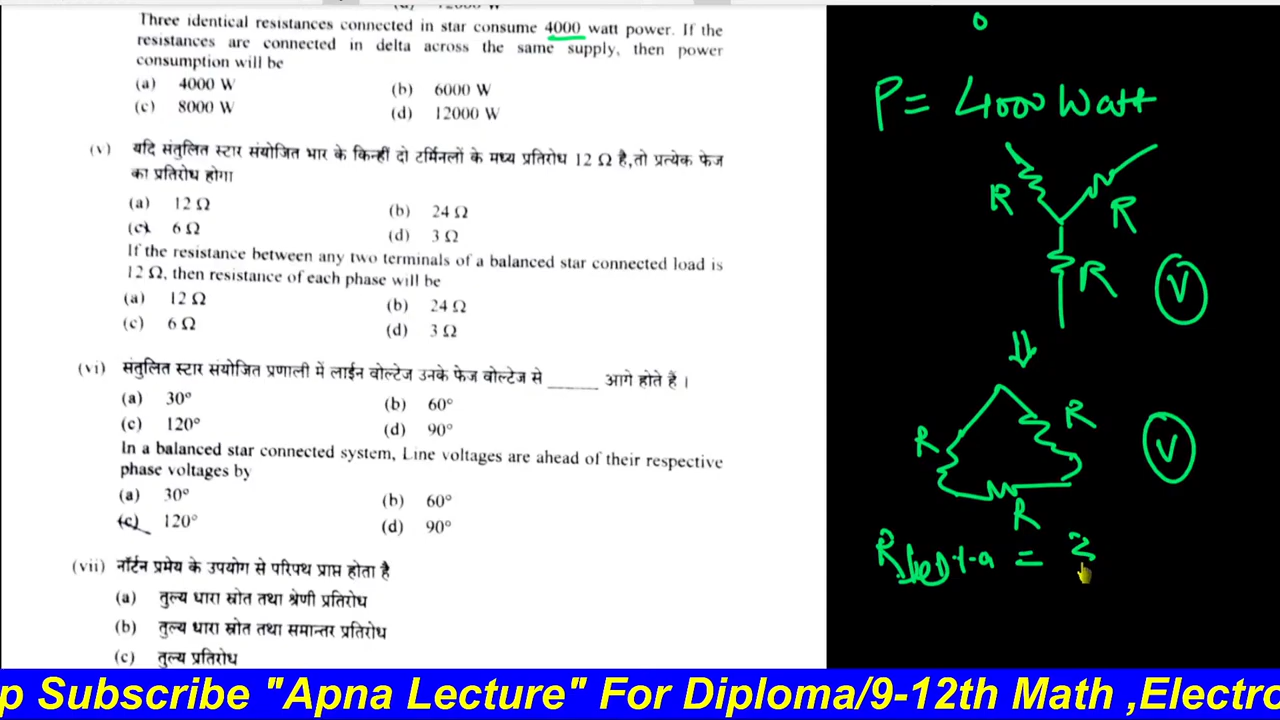 Three identical resistances connected in star consume 4000 watt power. If the
resistances are connected in delta across the same supply, then power
consumption will be
(a) 4000 W (b) 6000 W
(c) 8000 W (d) 12000 W
(v) यदि संतुलित स्टार संयोजित भार के किन्हीं दो टर्मिनलों के मध्य प्रतिरोध 12 Ω है,तो प्रत्येक फेज
का प्रतिरोध होगा
(a) 12 Ω (b) 24 Ω
(c) 6 Ω (d) 3 Ω
If the resistance between any two terminals of a balanced star connected load is
12 Ω, then resistance of each phase will be
(a) 12 Ω (b) 24 Ω
(c) 6 Ω (d) 3 Ω
(vi) संतुलित स्टार संयोजित प्रणाली में लाईन वोल्टेज उनके फेज वोल्टेज से ______ आगे होते हैं ।
(a) 30° (b) 60°
(c) 120° (d) 90°
In a balanced star connected system, Line voltages are ahead of their respective
phase voltages by
(a) 30° (b) 60°
(c) 120° (d) 90°
(vii) नॉर्टन प्रमेय के उपयोग से परिपथ प्राप्त होता है
(a) तुल्य धारा स्रोत तथा श्रेणी प्रतिरोध
(b) तुल्य धारा स्रोत तथा समान्तर प्रतिरोध
(c) तुल्य प्रतिरोध
P = 4000 Watt
R R
R V
R R V
R
=
p Subscribe "Apna Lecture" For Diploma/9-12th Math ,Electro